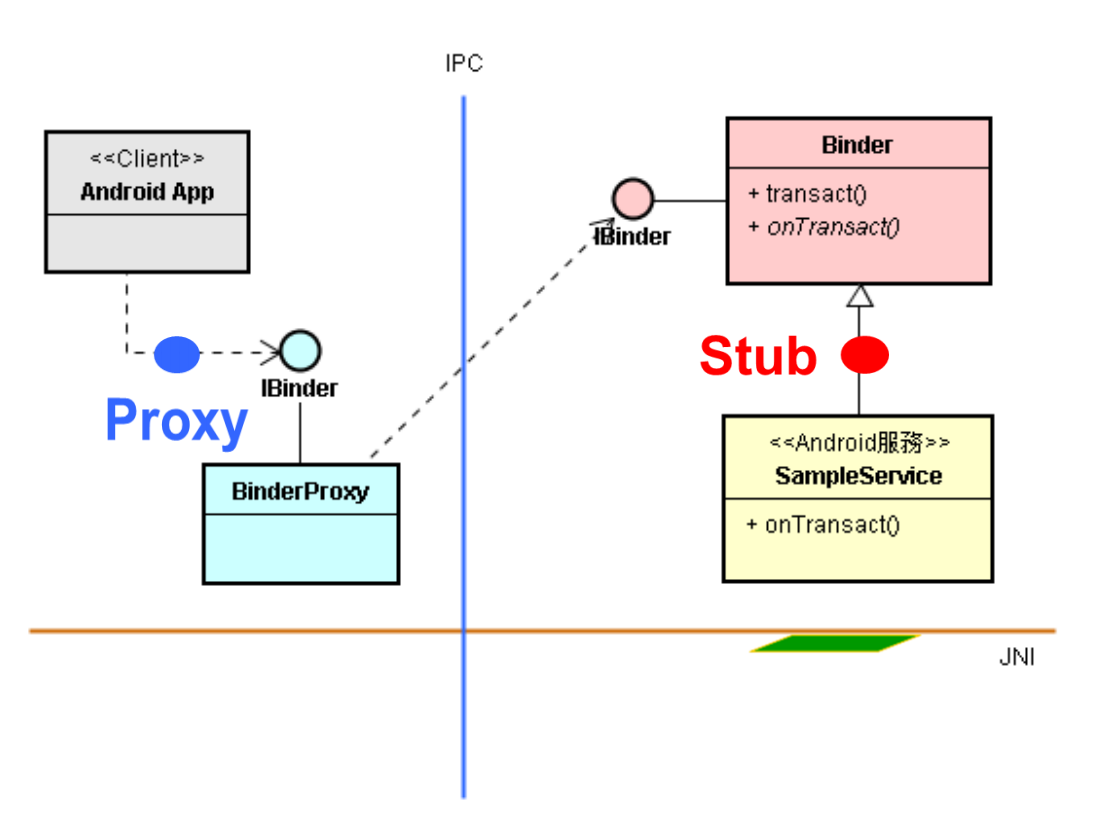 IPC
<<Client>>
Android App
IBinder
Proxy
BinderProxy
Binder
+ transact()
+ onTransact()
IBinder
Stub
<<Android服務>>
SampleService
+ onTransact()
JNI